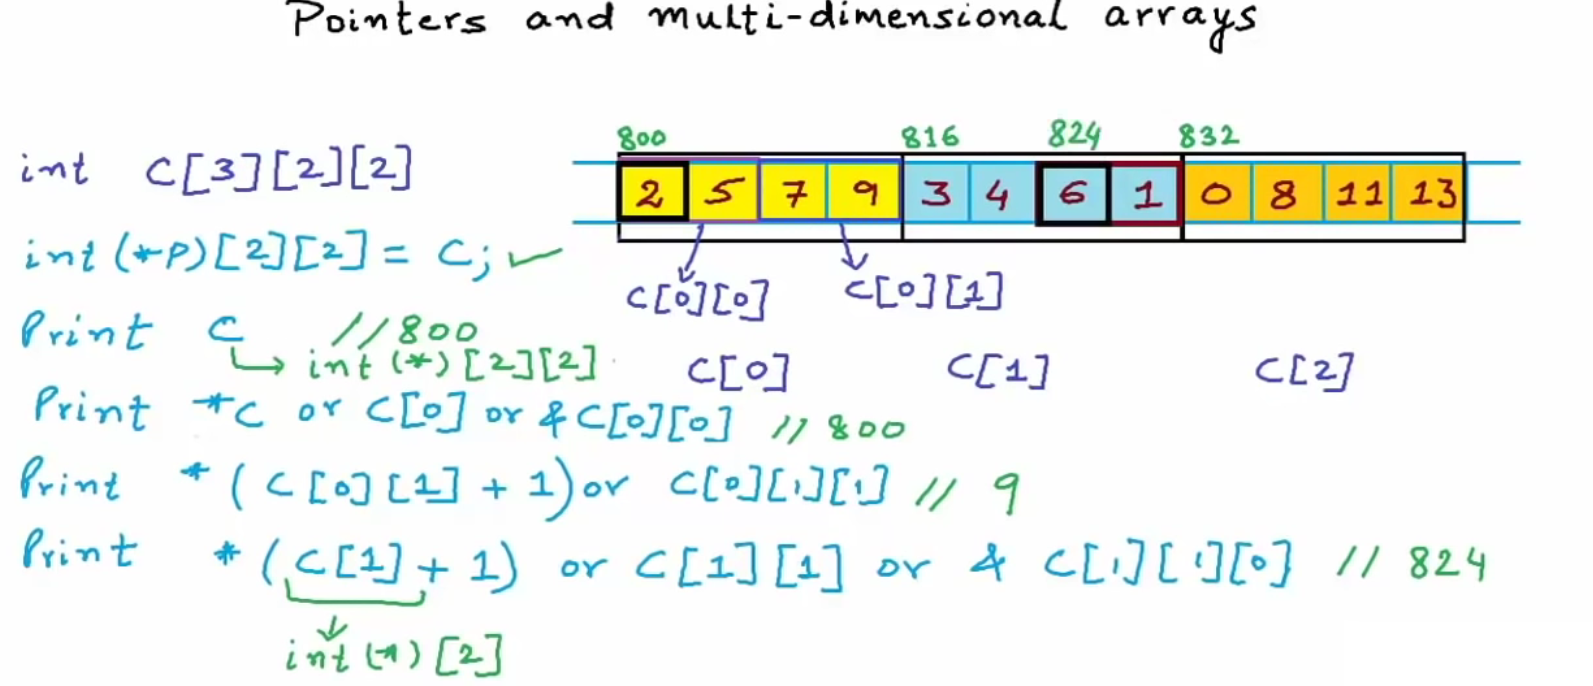 Pointers and multi-dimensional arrays
800 816 824 832
int C[3][2][2]
2 5 7 9 3 4 6 1 0 8 11 13
int (*P)[2][2] = C; ✓
C[0][0] C[0][1]
Print C //800
int (*)[2][2]
C[0] C[1] C[2]
Print *C or C[0] or &C[0][0] // 800
Print *(C[0][1] + 1) or C[0][1][1] // 9
Print *(C[1] + 1) or C[1][1] or & C[1][1][0] // 824
int (*)[2]